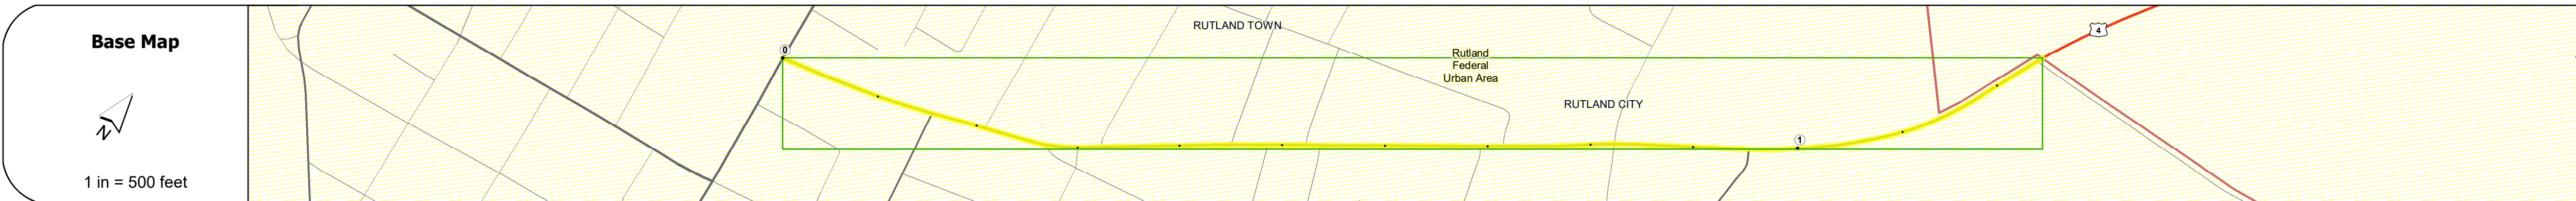 Base Map
N
1 in = 500 feet
0
RUTLAND TOWN
Rutland
Federal
Urban Area
RUTLAND CITY
1
4